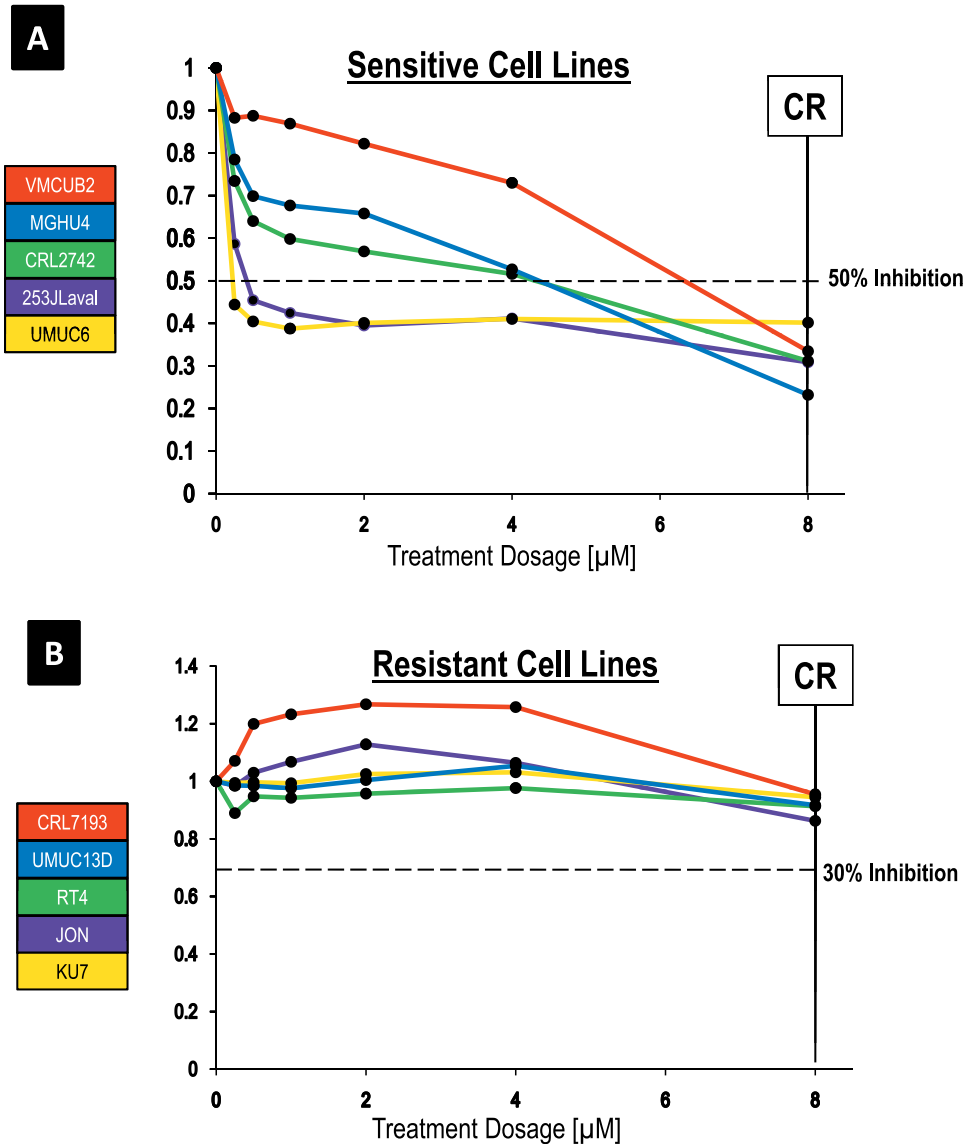 A
Sensitive Cell Lines
CR
VMCUB2
MGHU4
CRL2742
253JLaval
UMUC6
1
0.9
0.8
0.7
0.6
0.5
0.4
0.3
0.2
0.1
0
50% Inhibition
0 2 4 6 8
Treatment Dosage [µM]
B
Resistant Cell Lines
CR
CRL7193
UMUC13D
RT4
JON
KU7
1.4
1.2
1
0.8
0.6
0.4
0.2
0
30% Inhibition
0 2 4 6 8
Treatment Dosage [µM]